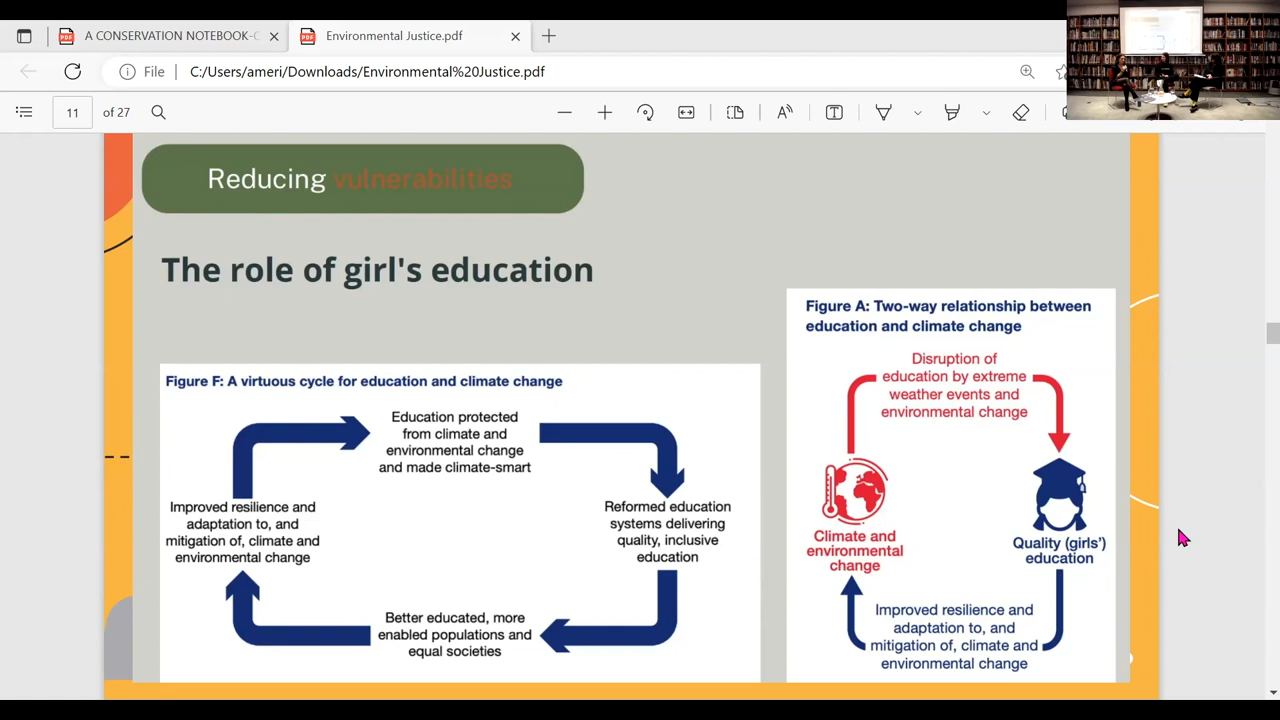 A CONSERVATION NOTEBOOK-C
Environmental Justice.pdf
File
C:/Users/ameri/Downloads/Environmental%20Justice.pdf
11
of 27
Reducing vulnerabilities
The role of girl's education
Figure F: A virtuous cycle for education and climate change
Education protected
from climate and
environmental change
and made climate-smart
Reformed education
systems delivering
quality, inclusive
education
Better educated, more
enabled populations and
equal societies
Improved resilience and
adaptation to, and
mitigation of, climate and
environmental change
Figure A: Two-way relationship between
education and climate change
Disruption of
education by extreme
weather events and
environmental change
Climate and
environmental
change
Quality (girls')
education
Improved resilience and
adaptation to, and
mitigation of, climate and
environmental change